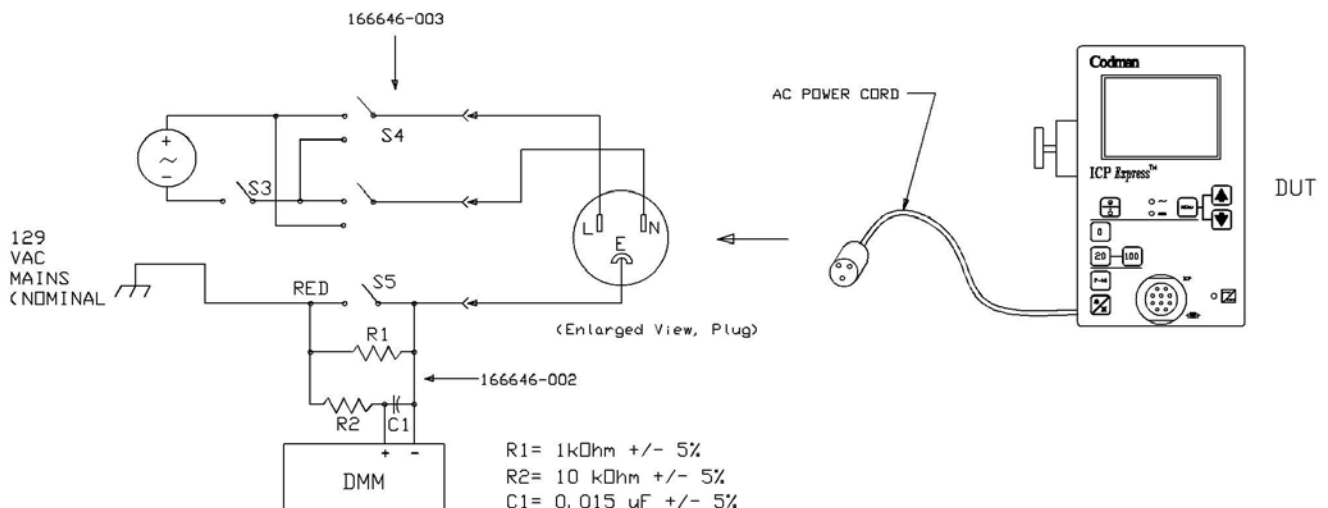 166646-003
Codman
AC POWER CORD
S4
ICP Express™
DUT
S3
L
N
E
MENU
0
129
VAC
MAINS
(NOMINAL
RED
S5
20
100
(Enlarged View, Plug)
R1
166646-002
R2
C1
+ -
DMM
R1= 1kOhm +/- 5%
R2= 10 kOhm +/- 5%
C1= 0.015 uF +/- 5%